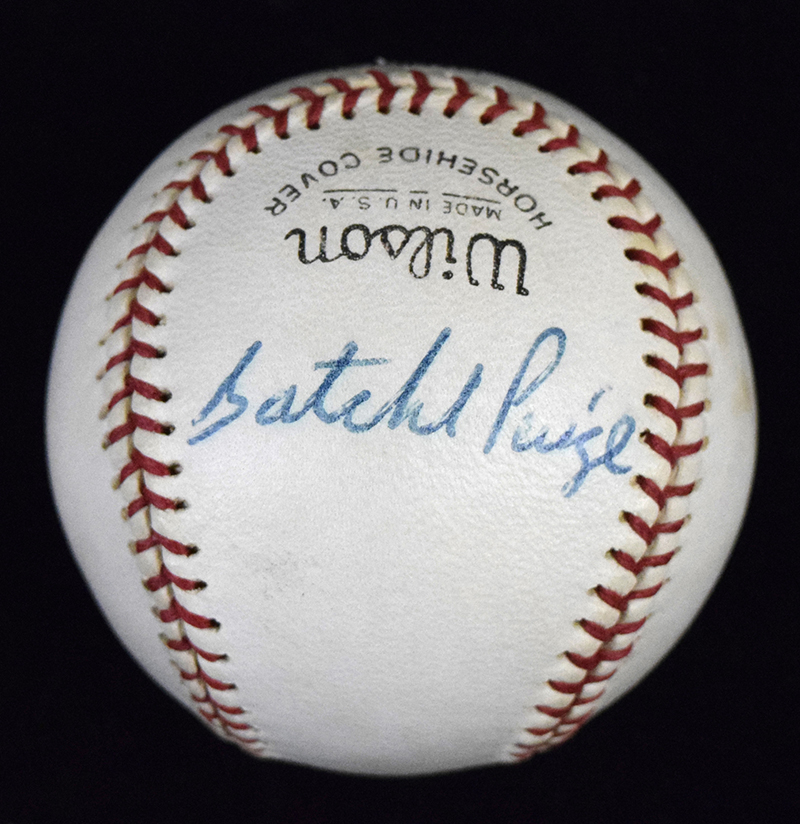 Wilson
MADE IN U.S.A.
HORSEHIDE COVER
Satchel Paige